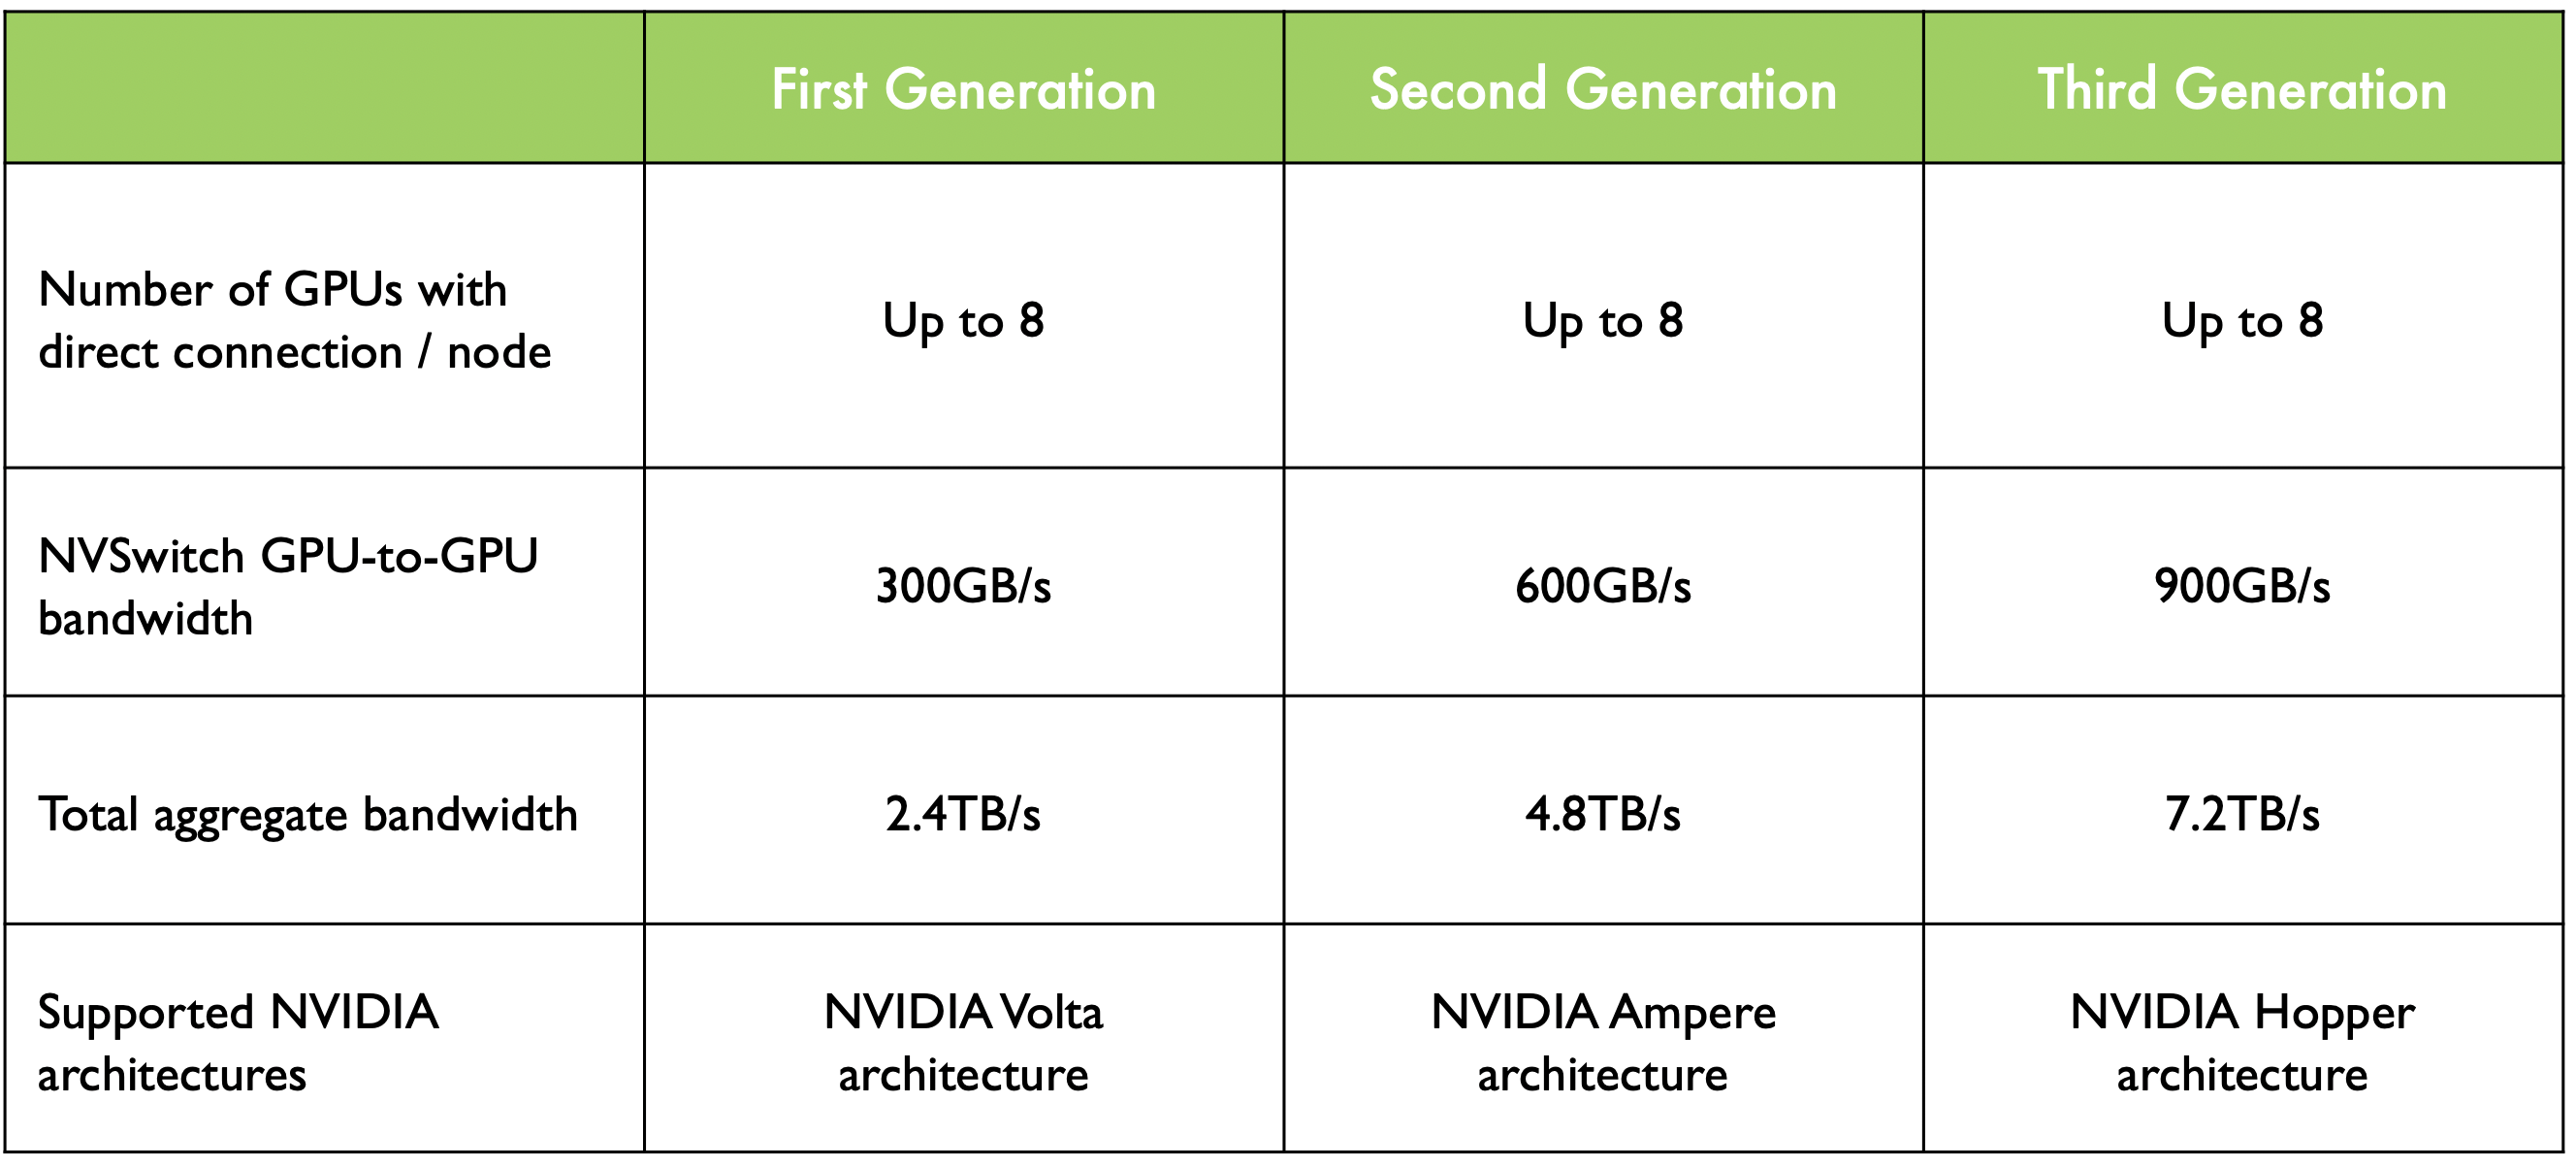 First Generation
Second Generation
Third Generation
Number of GPUs with
direct connection / node
Up to 8
Up to 8
Up to 8
NVSwitch GPU-to-GPU
bandwidth
300GB/s
600GB/s
900GB/s
Total aggregate bandwidth
2.4TB/s
4.8TB/s
7.2TB/s
Supported NVIDIA
architectures
NVIDIA Volta
architecture
NVIDIA Ampere
architecture
NVIDIA Hopper
architecture